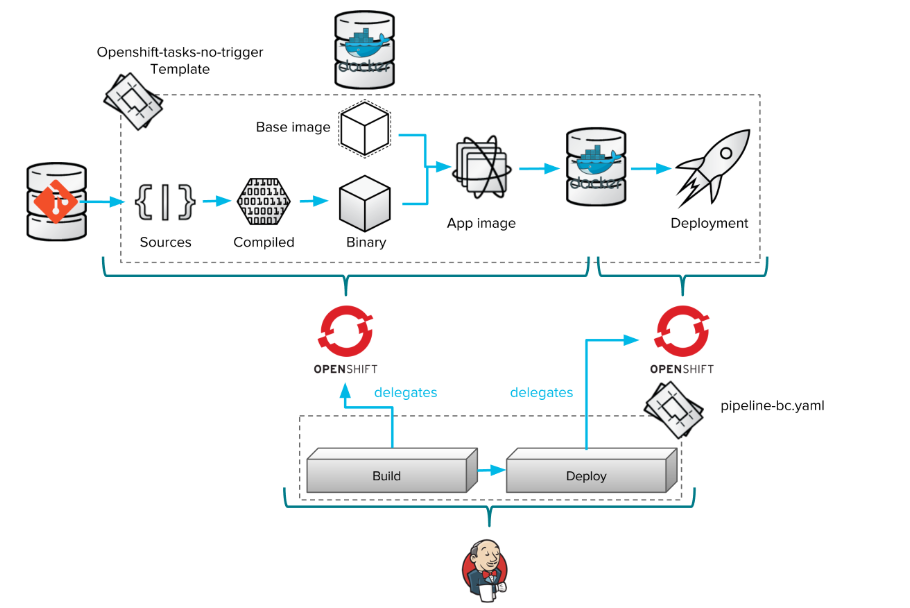 Openshift-tasks-no-trigger
Template
docker
Base image
docker
Sources
Compiled
Binary
App image
Deployment
OPENSHIFT
OPENSHIFT
delegates
delegates
pipeline-bc.yaml
Build
Deploy